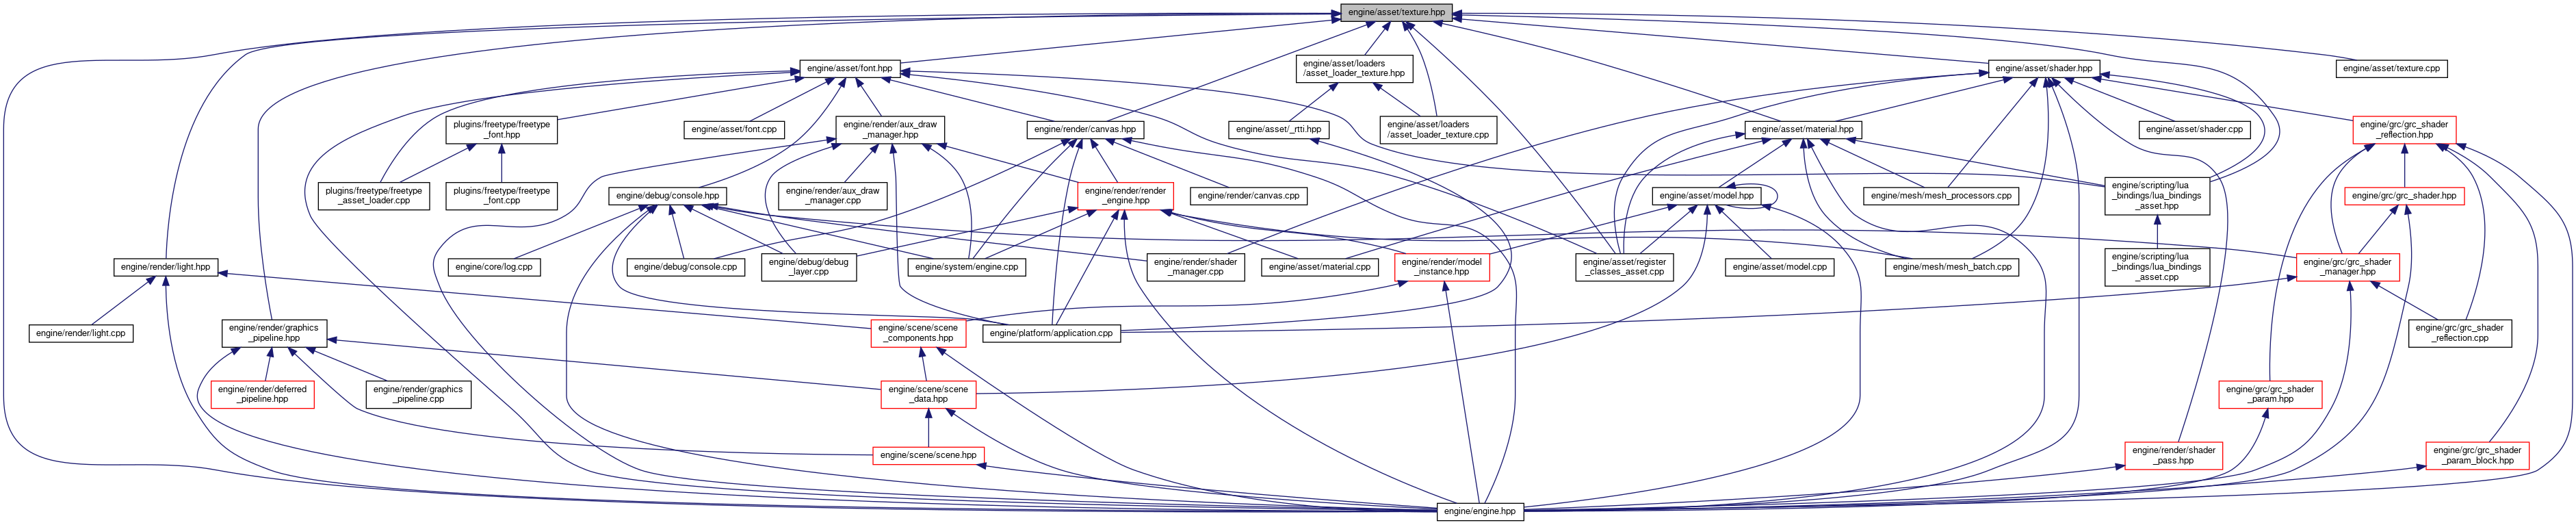 engine/asset/texture.hpp
engine/asset/font.hpp
engine/asset/loaders
/asset_loader_texture.hpp
engine/asset/shader.hpp
engine/asset/texture.cpp
plugins/freetype/freetype
_font.hpp
engine/asset/font.cpp
engine/render/aux_draw
_manager.hpp
engine/render/canvas.hpp
engine/asset/_rtti.hpp
engine/asset/loaders
/asset_loader_texture.cpp
engine/asset/material.hpp
engine/asset/shader.cpp
engine/grc/grc_shader
_reflection.hpp
plugins/freetype/freetype
_asset_loader.cpp
plugins/freetype/freetype
_font.cpp
engine/debug/console.hpp
engine/render/aux_draw
_manager.cpp
engine/render/render
_engine.hpp
engine/render/canvas.cpp
engine/asset/model.hpp
engine/mesh/mesh_processors.cpp
engine/scripting/lua
_bindings/lua_bindings
_asset.hpp
engine/grc/grc_shader.hpp
engine/render/light.hpp
engine/core/log.cpp
engine/debug/console.cpp
engine/debug/debug
_layer.cpp
engine/system/engine.cpp
engine/render/shader
_manager.cpp
engine/asset/material.cpp
engine/render/model
_instance.hpp
engine/asset/register
_classes_asset.cpp
engine/asset/model.cpp
engine/mesh/mesh_batch.cpp
engine/scripting/lua
_bindings/lua_bindings
_asset.cpp
engine/grc/grc_shader
_manager.hpp
engine/render/light.cpp
engine/render/graphics
_pipeline.hpp
engine/scene/scene
_components.hpp
engine/platform/application.cpp
engine/grc/grc_shader
_reflection.cpp
engine/render/deferred
_pipeline.hpp
engine/render/graphics
_pipeline.cpp
engine/scene/scene
_data.hpp
engine/grc/grc_shader
_param.hpp
engine/scene/scene.hpp
engine/render/shader
_pass.hpp
engine/grc/grc_shader
_param_block.hpp
engine/engine.hpp